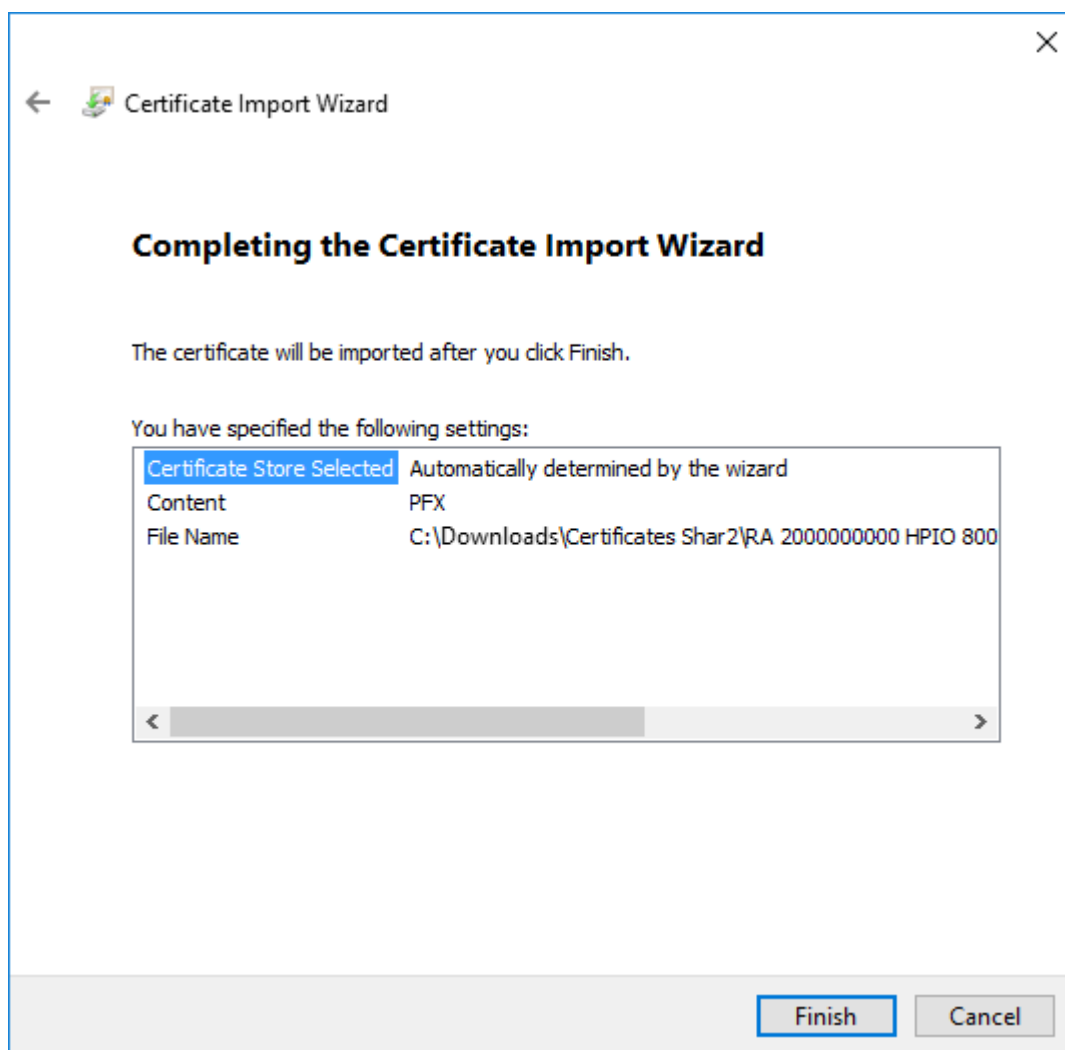 Certificate Import Wizard
Completing the Certificate Import Wizard
The certificate will be imported after you click Finish.
You have specified the following settings:
Certificate Store Selected Automatically determined by the wizard
Content PFX
File Name C:\Downloads\Certificates Shar2\RA 2000000000 HPIO 800
Finish Cancel